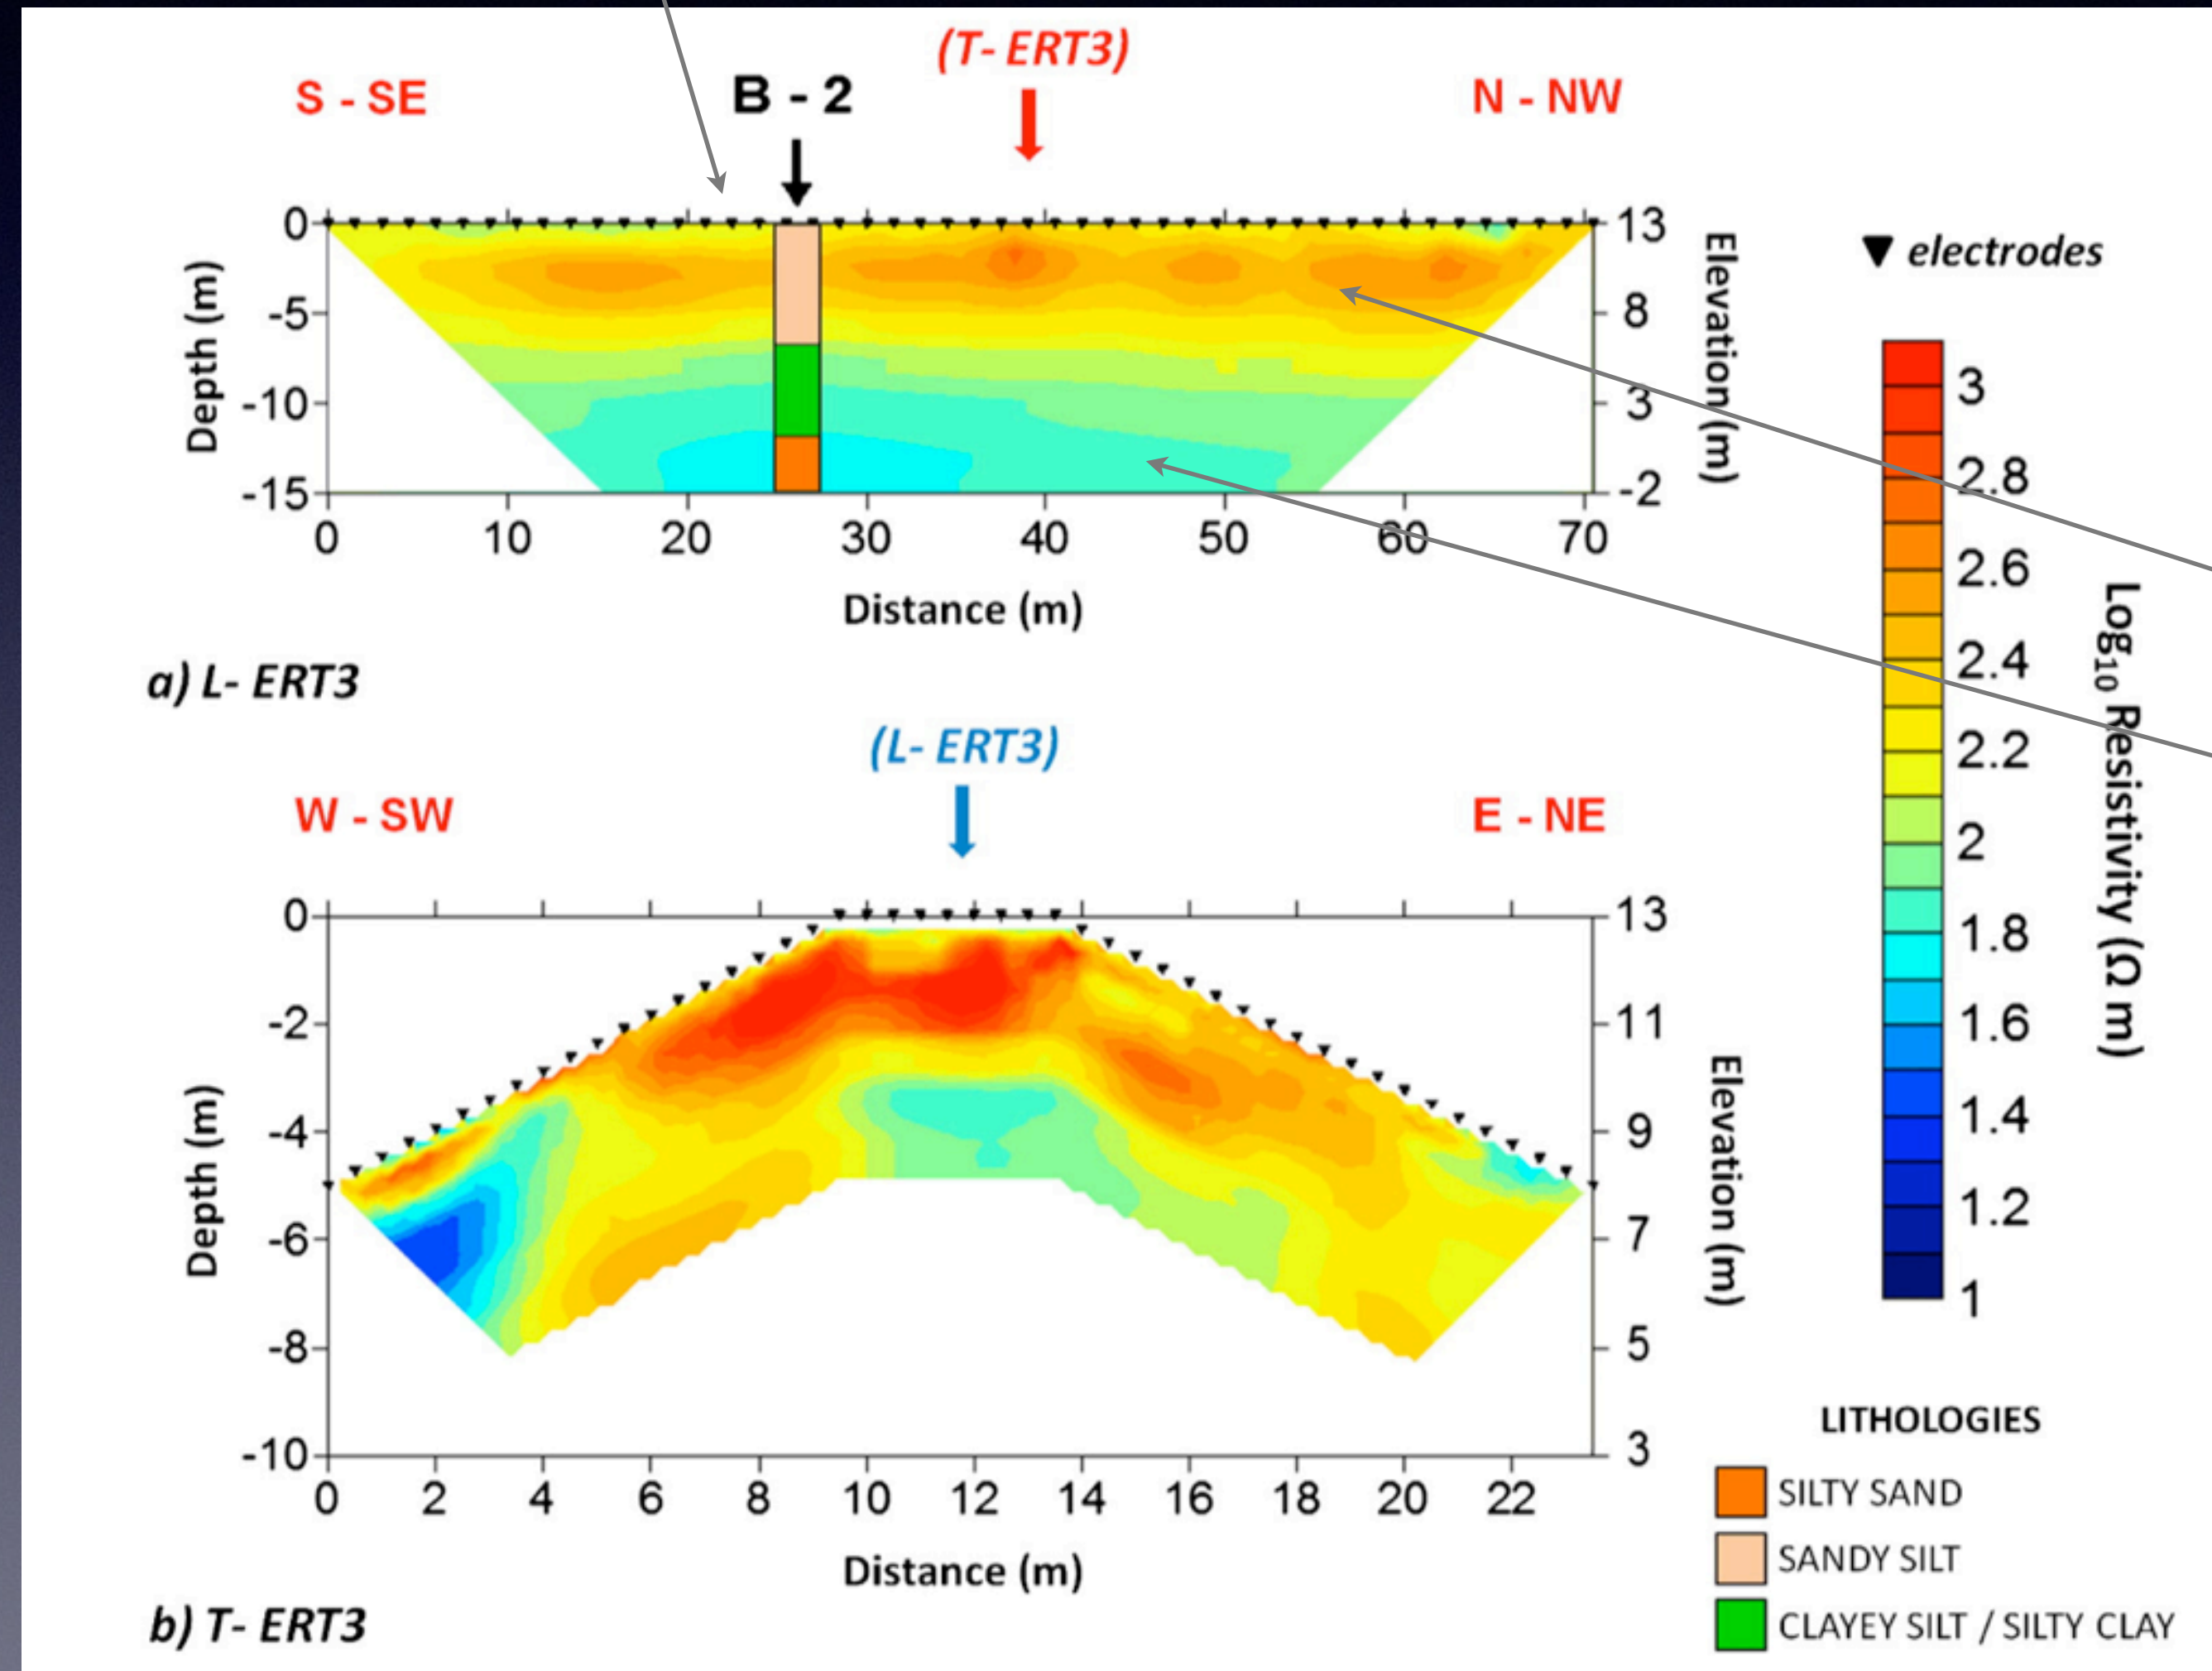 (T- ERT3)
S - SE
B - 2
N - NW
0
-5
-10
-15
Depth (m)
13
8
3
-2
Elevation (m)
0 10 20 30 40 50 60 70
Distance (m)
a) L- ERT3
electrodes
3
2.8
2.6
2.4
2.2
2
1.8
1.6
1.4
1.2
1
Log10 Resistivity (Ω m)
(L- ERT3)
W - SW
E - NE
0
-2
-4
-6
-8
-10
Depth (m)
13
11
9
7
5
3
Elevation (m)
0 2 4 6 8 10 12 14 16 18 20 22
Distance (m)
b) T- ERT3
LITHOLOGIES
SILTY SAND
SANDY SILT
CLAYEY SILT / SILTY CLAY